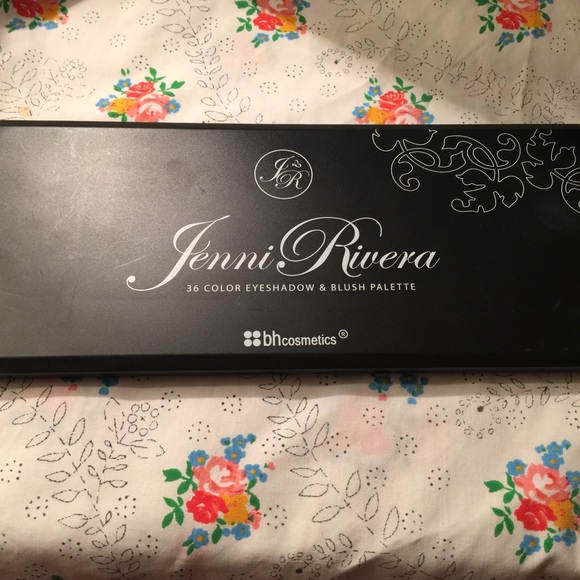 JR
Jenni Rivera
36 COLOR EYESHADOW & BLUSH PALETTE
bhcosmetics®